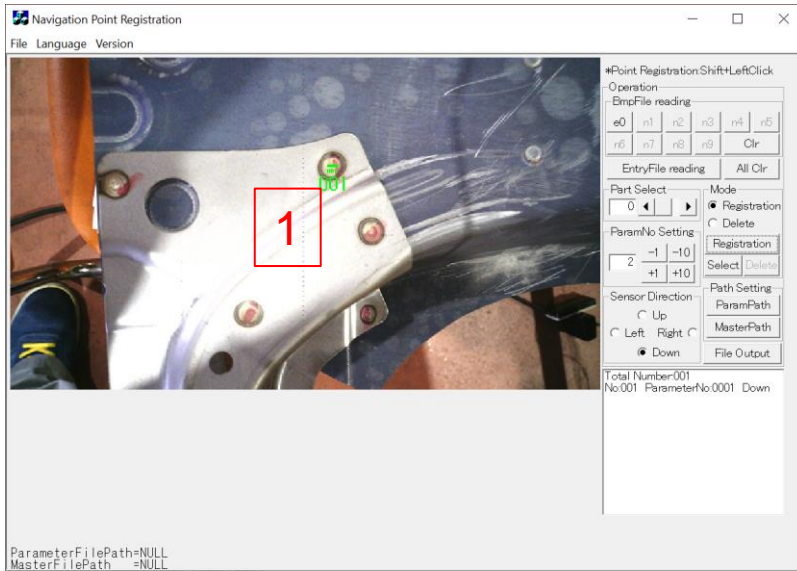 Navigation Point Registration
File Language Version
*Point Registration:Shift+LeftClick
Operation
BmpFile reading
e0 n1 n2 n3 n4 n5
n6 n7 n8 n9 Clr
EntryFile reading All Clr
Part Select
0
Mode
Registration
Delete
ParamNo Setting
2 -1 -10
+1 +10
Registration
Select Delete
Sensor Direction
Up
Left Right
Down
Path Setting
ParamPath
MasterPath
File Output
001
1
Total Number:001
No:001 ParameterNo:0001 Down
ParameterFilePath=NULL
MasterFilePath =NULL